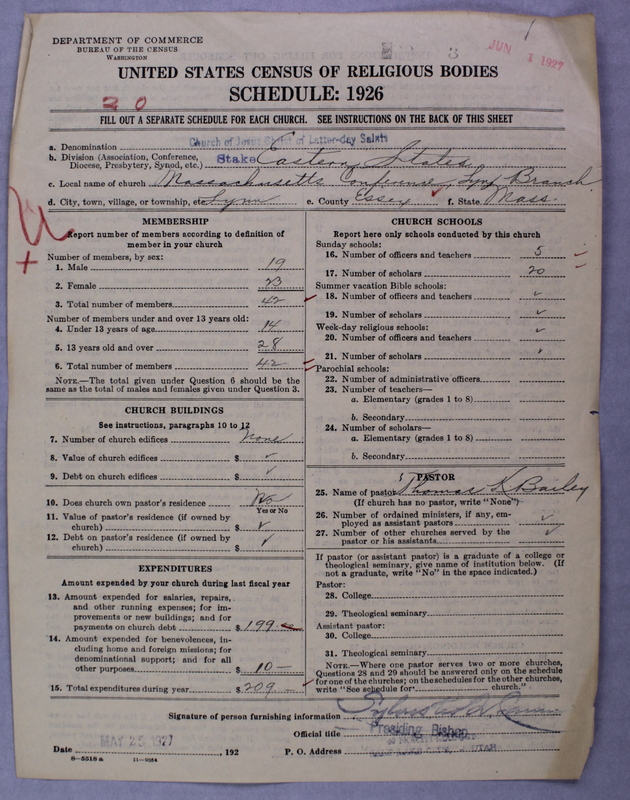 DEPARTMENT OF COMMERCE
BUREAU OF THE CENSUS
WASHINGTON
3
JUN 1 1927
UNITED STATES CENSUS OF RELIGIOUS BODIES
SCHEDULE: 1926
20
FILL OUT A SEPARATE SCHEDULE FOR EACH CHURCH. SEE INSTRUCTIONS ON THE BACK OF THIS SHEET
a. Denomination Church of Jesus Christ of Latter-day Saints
b. Division (Association, Conference, Diocese, Presbytery, Synod, etc.) Stake Eastern States
c. Local name of church Massachusetts Conference, Lynn Branch
d. City, town, village, or township, etc. Lynn e. County Essex f. State Mass.
MEMBERSHIP
Report number of members according to definition of
member in your church
Number of members, by sex:
1. Male 19
2. Female 23
3. Total number of members 42
Number of members under and over 13 years old:
4. Under 13 years of age 14
5. 13 years old and over 28
6. Total number of members 42
NOTE.—The total given under Question 6 should be
same as the total of males and females given under Question 3.
CHURCH BUILDINGS
See instructions, paragraphs 10 to 12
7. Number of church edifices None
8. Value of church edifices $
9. Debt on church edifices $
10. Does church own pastor's residence No
Yes or No
11. Value of pastor's residence (if owned by
church) $
12. Debt on pastor's residence (if owned by
church) $
EXPENDITURES
Amount expended by your church during last fiscal year
13. Amount expended for salaries, repairs,
and other running expenses; for im-
provements or new buildings; and for
payments on church debt $ 199
14. Amount expended for benevolences, in-
cluding home and foreign missions; for
denominational support; and for all
other purposes $ 10—
15. Total expenditures during year $ 209—
CHURCH SCHOOLS
Report here only schools conducted by this church
Sunday schools:
16. Number of officers and teachers 5
17. Number of scholars 20
Summer vacation Bible schools:
18. Number of officers and teachers
19. Number of scholars
Week-day religious schools:
20. Number of officers and teachers
21. Number of scholars
Parochial schools:
22. Number of administrative officers
23. Number of teachers—
a. Elementary (grades 1 to 8)
b. Secondary
24. Number of scholars—
a. Elementary (grades 1 to 8)
b. Secondary
PASTOR
25. Name of pastor Thomas L Bailey
(If church has no pastor, write "None")
26. Number of ordained ministers, if any, em-
ployed as assistant pastors
27. Number of other churches served by the
pastor or his assistants
If pastor (or assistant pastor) is a graduate of a college or
theological seminary, give name of institution below. (If
not a graduate, write "No" in the space indicated.)
Pastor:
28. College
29. Theological seminary
Assistant pastor:
30. College
31. Theological seminary
NOTE.—Where one pastor serves two or more churches,
Questions 28 and 29 should be answered only on the schedule
for one of the churches; on the schedules for the other churches,
write "See schedule for church."
Signature of person furnishing information
Official title Presiding Bishop
Date MAY 25 1927, 192 P. O. Address UTAH
8—5518 a 11—9054